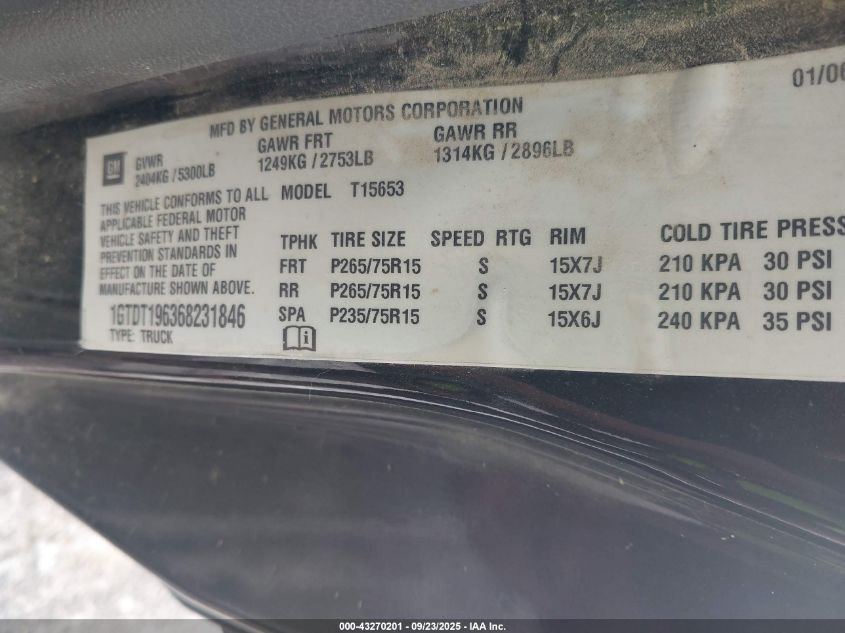 01/06
MFD BY GENERAL MOTORS CORPORATION
GM
GVWR GAWR FRT GAWR RR
2404KG / 5300LB 1249KG / 2753LB 1314KG / 2896LB
THIS VEHICLE CONFORMS TO ALL
APPLICABLE FEDERAL MOTOR
VEHICLE SAFETY AND THEFT
PREVENTION STANDARDS IN
EFFECT ON THE DATE OF
MANUFACTURE SHOWN ABOVE.
1GTDT196368231846
TYPE: TRUCK
MODEL T15653
TPHK TIRE SIZE SPEED RTG RIM COLD TIRE PRESS
FRT P265/75R15 S 15X7J 210 KPA 30 PSI
RR P265/75R15 S 15X7J 210 KPA 30 PSI
SPA P235/75R15 S 15X6J 240 KPA 35 PSI
i
000-43270201 - 09/23/2025 - IAA Inc.